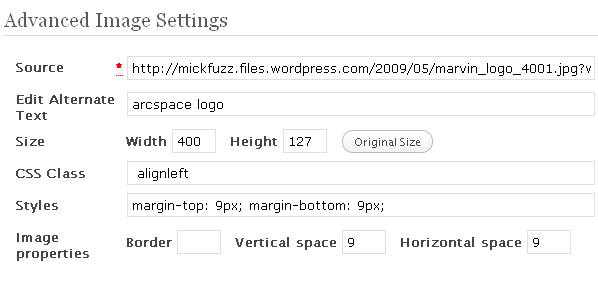 Advanced Image Settings
Source * http://mickfuzz.files.wordpress.com/2009/05/marvin_logo_4001.jpg?v
Edit Alternate
Text arcspace logo
Size Width 400 Height 127 Original Size
CSS Class alignleft
Styles margin-top: 9px; margin-bottom: 9px;
Image
properties Border Vertical space 9 Horizontal space 9